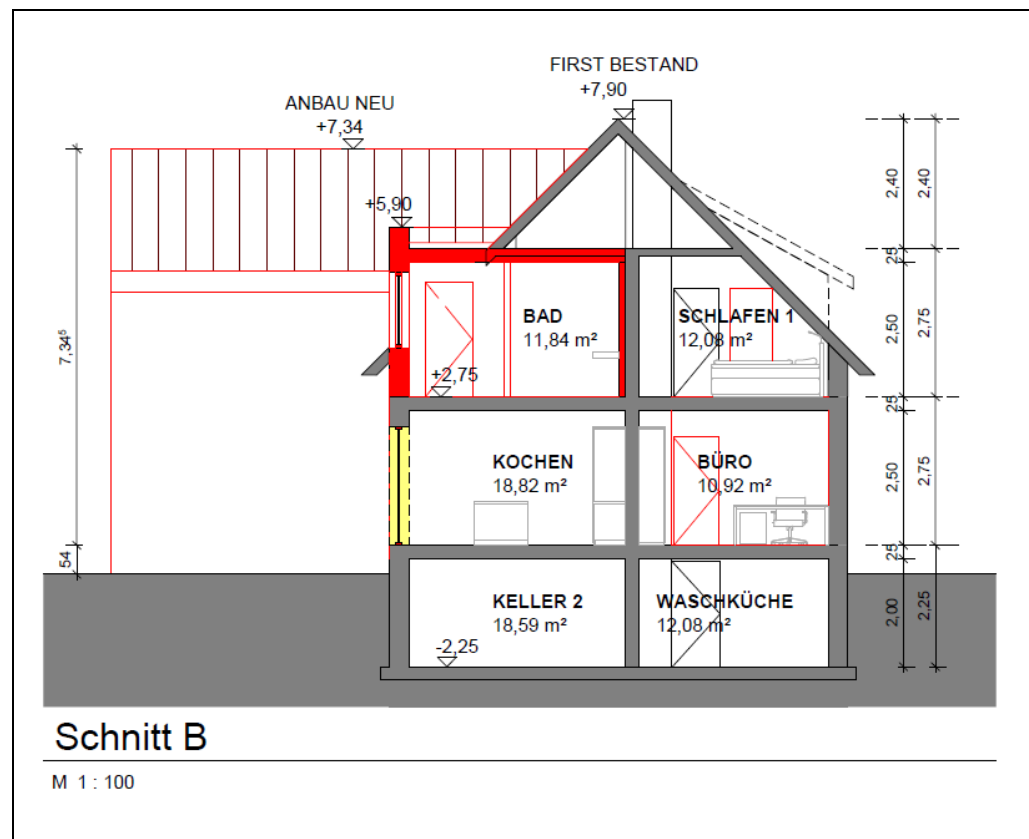 FIRST BESTAND
+7,90
ANBAU NEU
+7,34
+5,90
2,40
2,40
25
BAD
11,84 m²
SCHLAFEN 1
12,08 m²
2,50
2,75
7,34⁵
+2,75
25
KOCHEN
18,82 m²
BÜRO
10,92 m²
2,50
2,75
54
25
KELLER 2
18,59 m²
WASCHKÜCHE
12,08 m²
2,00
2,25
-2,25
Schnitt B
M 1 : 100